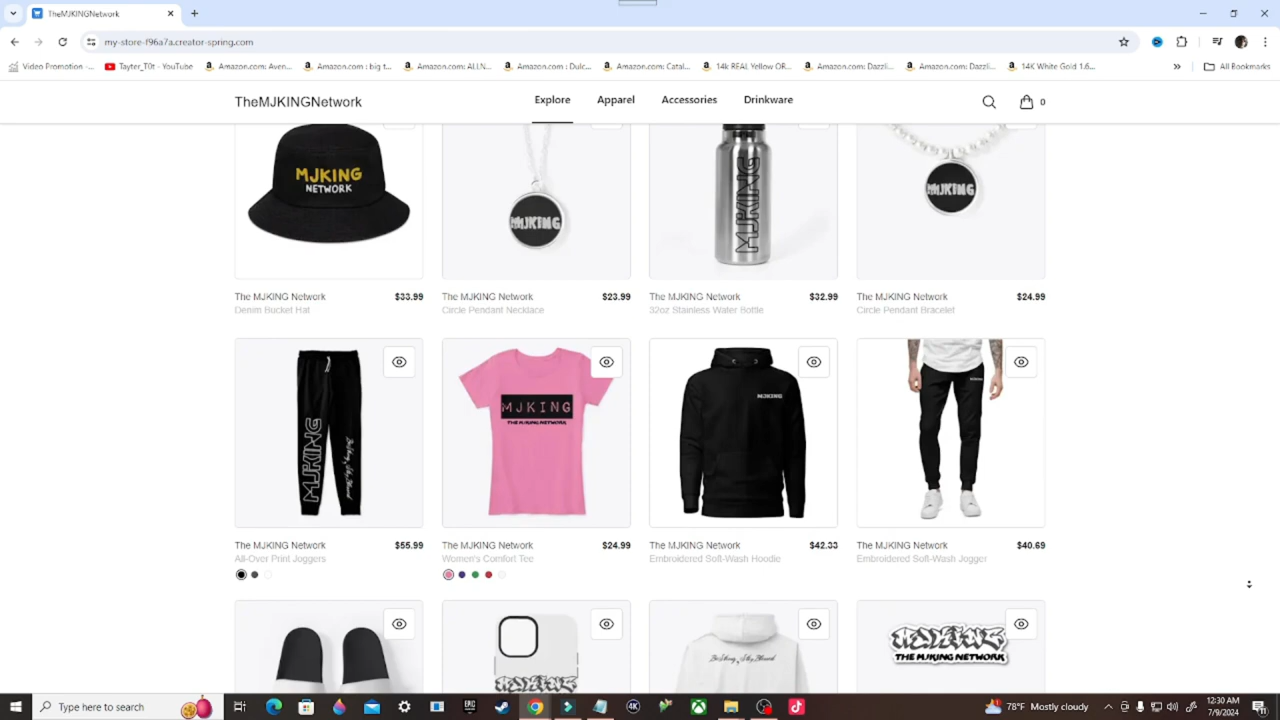 TheMJKINGNetwork
my-store-f96a7a.creator-spring.com
Video Promotion -...
Tayter_T0t - YouTube
Amazon.com: Aven...
Amazon.com : big t...
Amazon.com: ALLN...
Amazon.com : Dulc...
Amazon.com: Catal...
14k REAL Yellow OR...
Amazon.com: Dazzli...
Amazon.com: Dazzli...
14K White Gold 1.6...
All Bookmarks
TheMJKINGNetwork
Explore
Apparel
Accessories
Drinkware
0
MJKING
NETWORK
MJKING
MJKING
MJKING
The MJKING Network $33.99
Denim Bucket Hat
The MJKING Network $23.99
Circle Pendant Necklace
The MJKING Network $32.99
32oz Stainless Water Bottle
The MJKING Network $24.99
Circle Pendant Bracelet
MJKING
MJKING
THE MJKING NETWORK
MJKING
The MJKING Network $55.99
All-Over Print Joggers
The MJKING Network $24.99
Women's Comfort Tee
The MJKING Network $42.33
Embroidered Soft-Wash Hoodie
The MJKING Network $40.69
Embroidered Soft-Wash Jogger
MJKING
MJKING
THE MJKING NETWORK
Type here to search
78°F Mostly cloudy
12:30 AM
7/9/2024